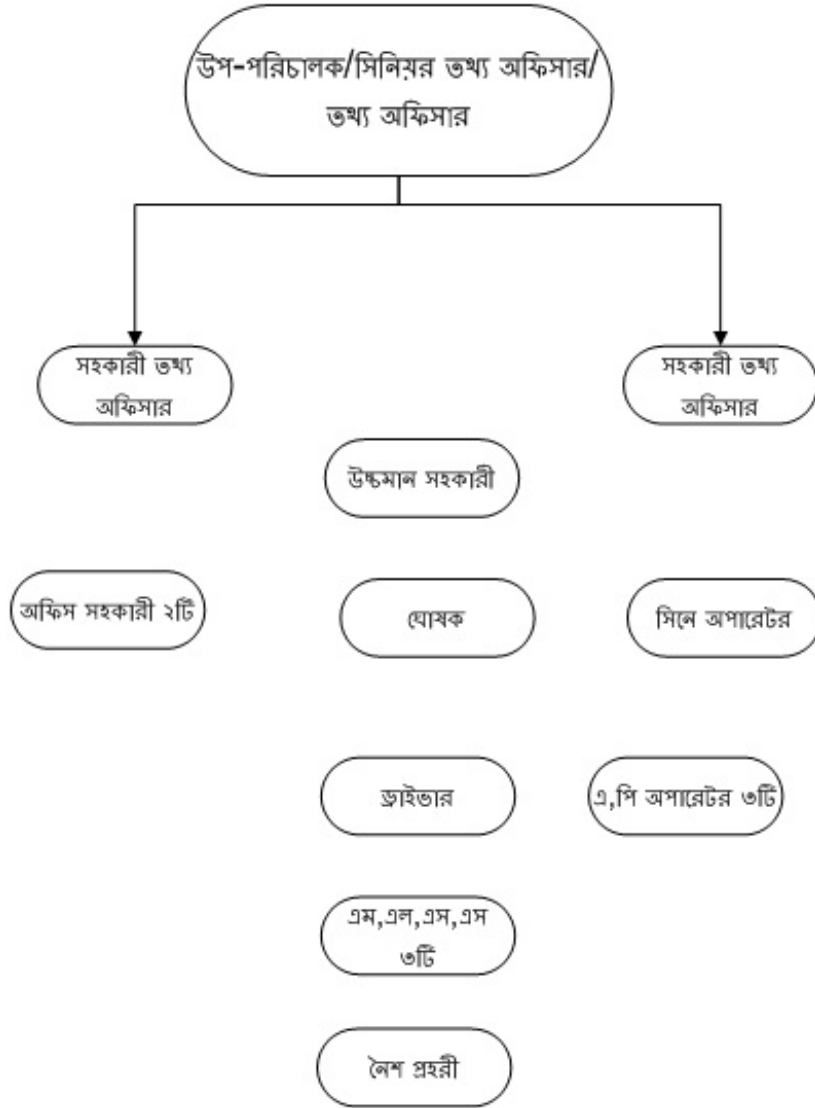 উপ-পরিচালক/সিনিয়র তথ্য অফিসার/
তথ্য অফিসার
সহকারী তথ্য
অফিসার
সহকারী তথ্য
অফিসার
উচ্চমান সহকারী
অফিস সহকারী ২টি
ঘোষক
সিনে অপারেটর
ড্রাইভার
এ,পি অপারেটর ৩টি
এম,এল,এস,এস
৩টি
নৈশ প্রহরী